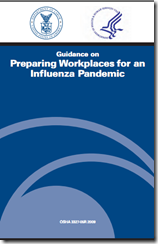 Guidance on
Preparing Workplaces for an
Influenza Pandemic